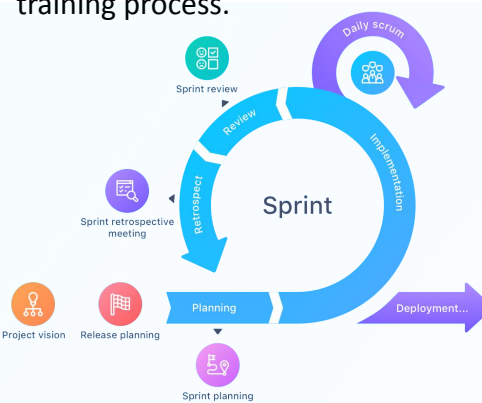 training process.
Daily scrum
Sprint review
Review
Implementation
Retrospect
Sprint
Sprint retrospective
meeting
Planning
Deployment...
Project vision
Release planning
Sprint planning